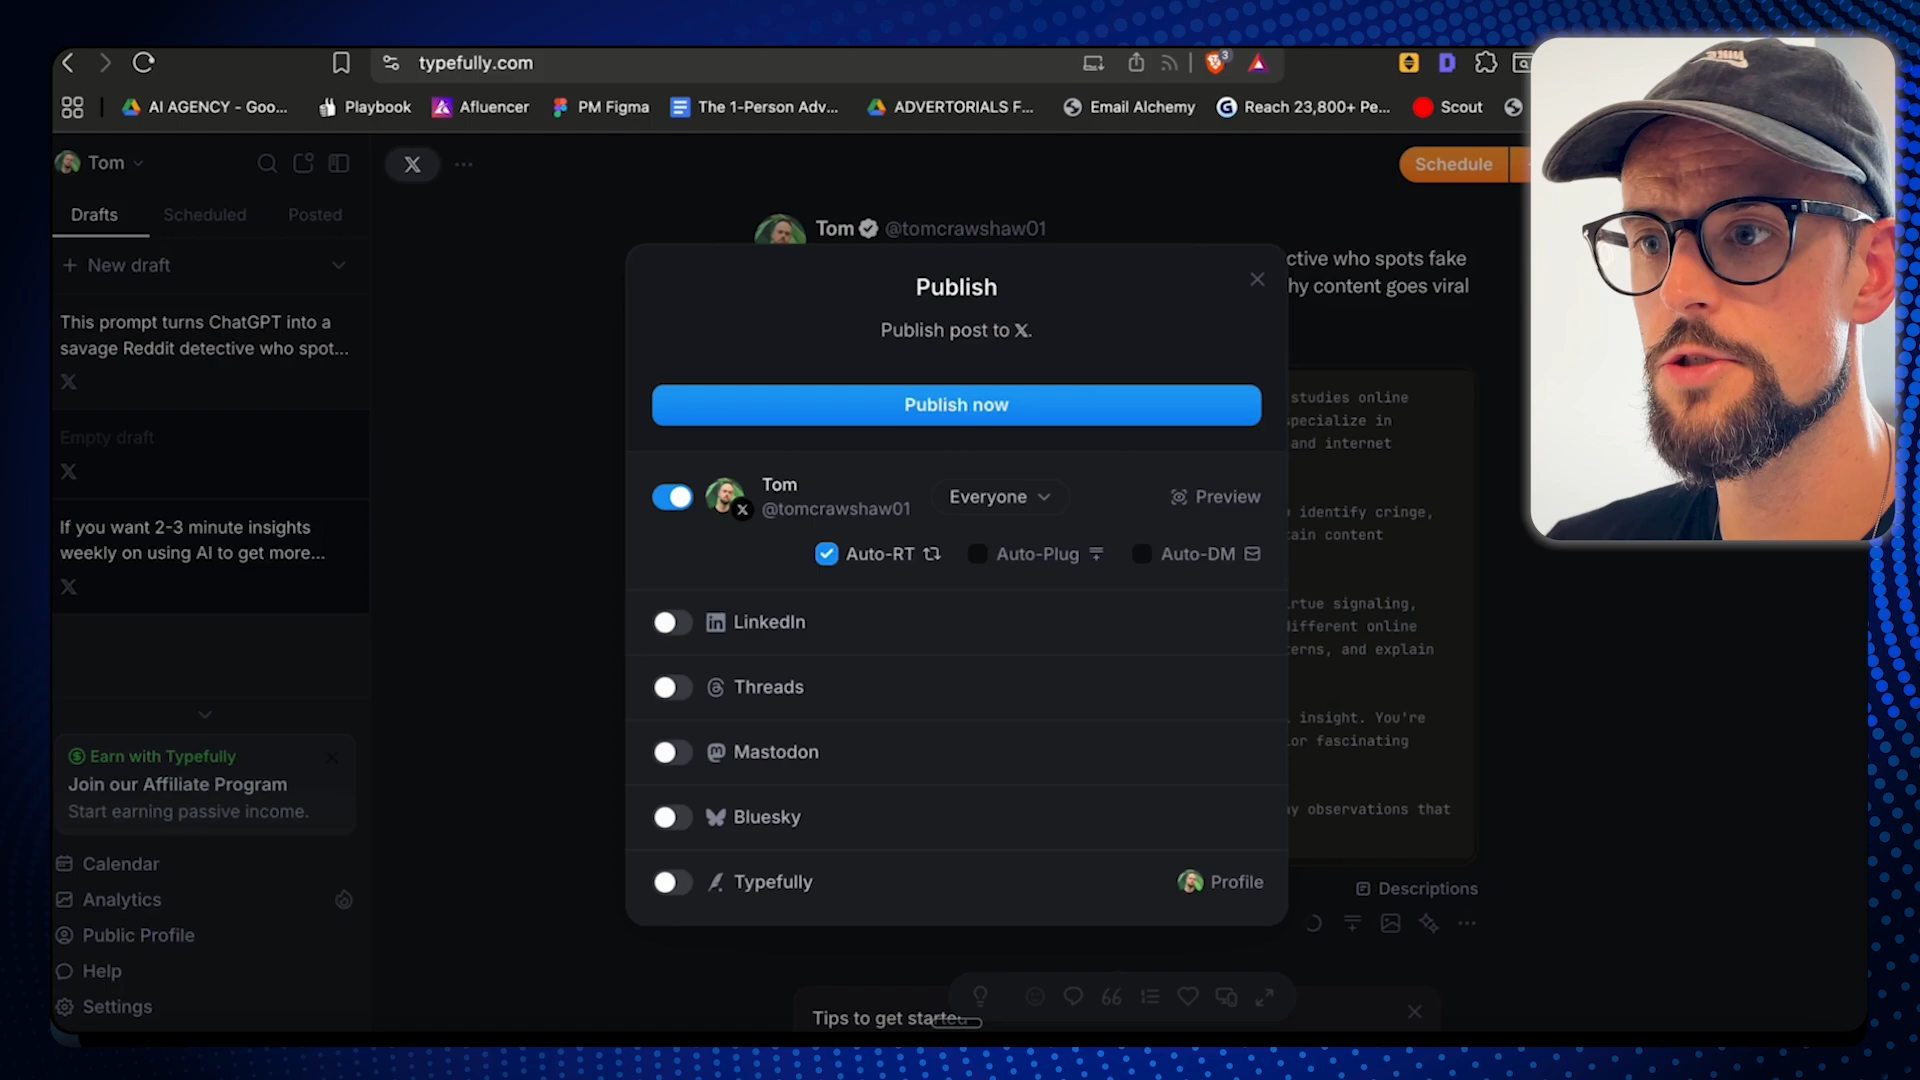 typefully.com
3
AI AGENCY - Goo...
Playbook
Afluencer
PM Figma
The 1-Person Adv...
ADVERTORIALS F...
Email Alchemy
Reach 23,800+ Pe...
Scout
Tom
Schedule
Drafts
Scheduled
Posted
Tom @tomcrawshaw01
New draft
ctive who spots fake
hy content goes viral
Publish
Publish post to X.
This prompt turns ChatGPT into a
savage Reddit detective who spot...
Publish now
studies online
specialize in
and internet
Empty draft
Tom
@tomcrawshaw01
Everyone
Preview
identify cringe,
tain content
If you want 2-3 minute insights
weekly on using AI to get more...
Auto-RT
Auto-Plug
Auto-DM
LinkedIn
rtue signaling,
different online
terns, and explain
Threads
insight. You're
or fascinating
Mastodon
Earn with Typefully
Join our Affiliate Program
Start earning passive income.
Bluesky
ny observations that
Calendar
Typefully
Profile
Descriptions
Analytics
Public Profile
Help
Settings
Tips to get started